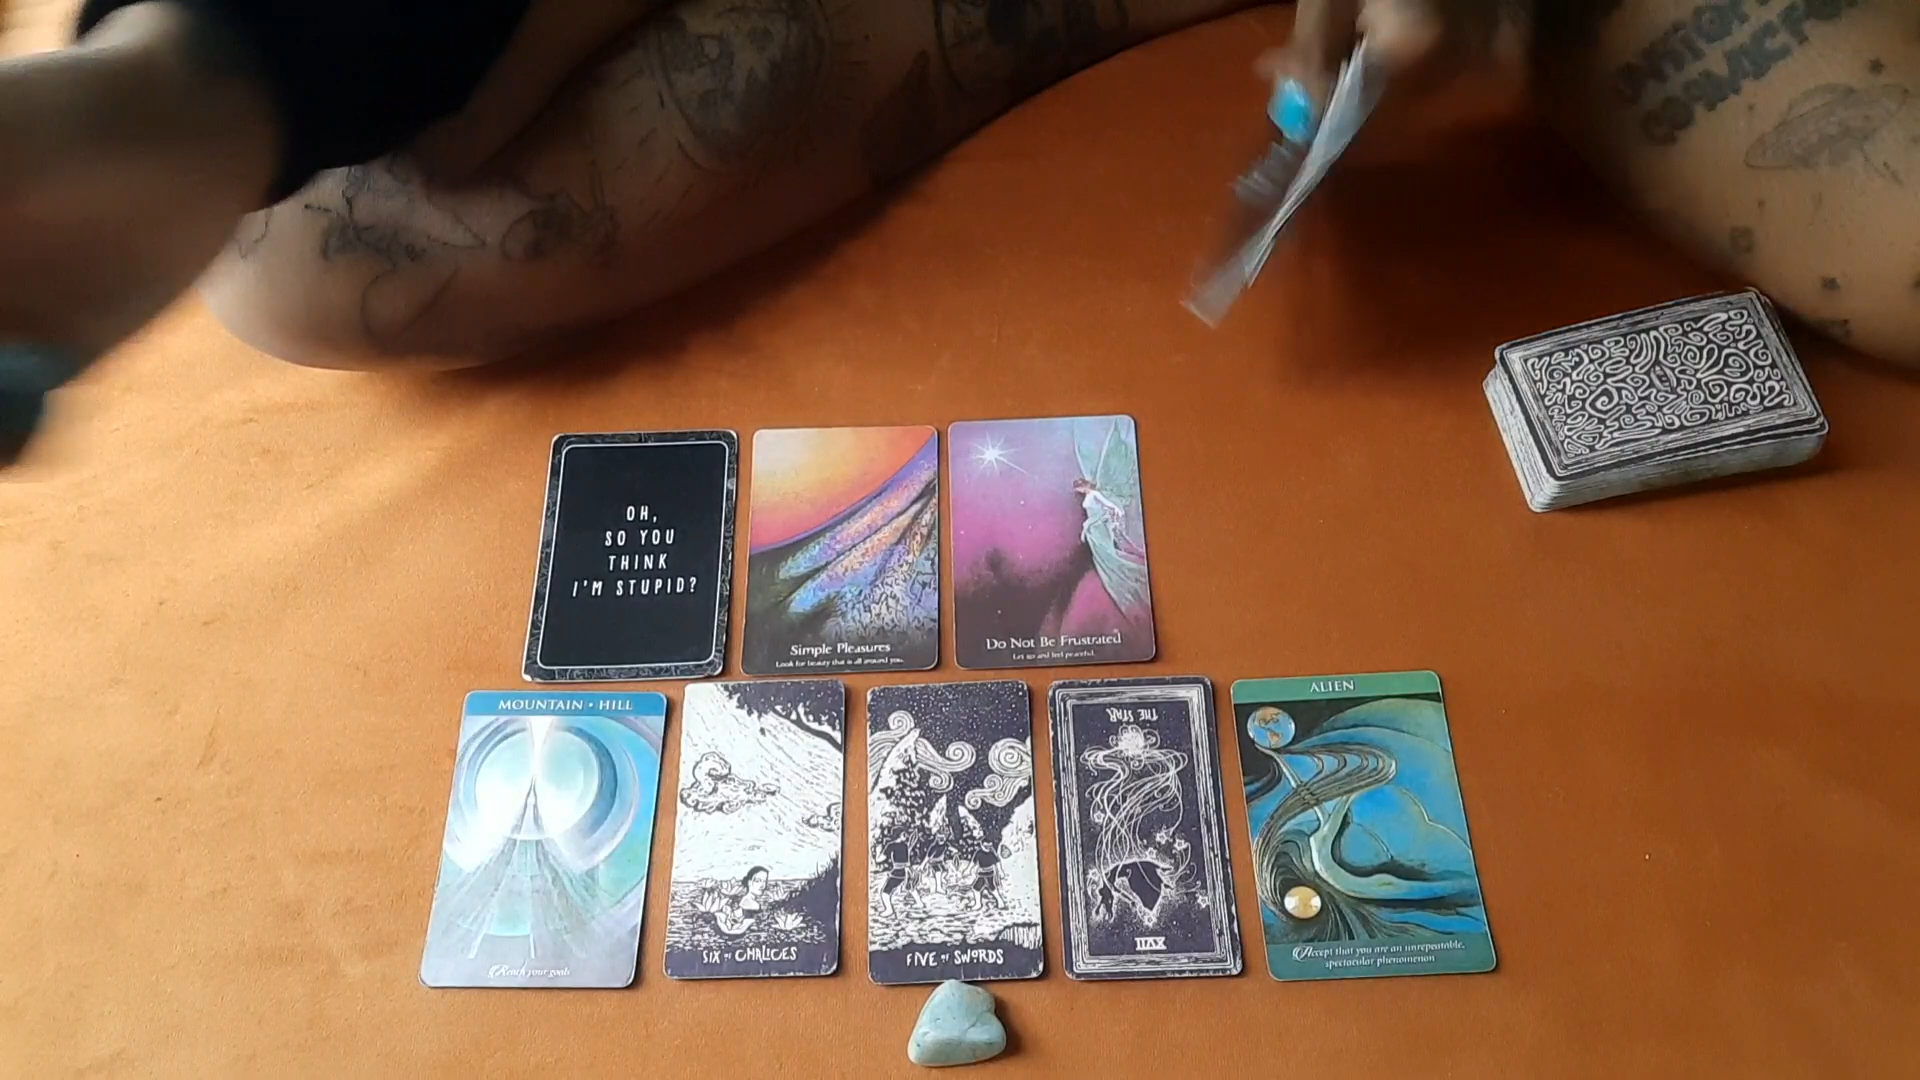 COSMIC
OH,
SO YOU
THINK
I'M STUPID?
Simple Pleasures
Look for beauty that is all around you.
Do Not Be Frustrated
Let go and feel peaceful.
MOUNTAIN • HILL
Reach your goals
SIX OF CHALICES
FIVE OF SWORDS
THE STAR
XVII
ALIEN
Accept that you are an unrepeatable,
spectacular phenomenon